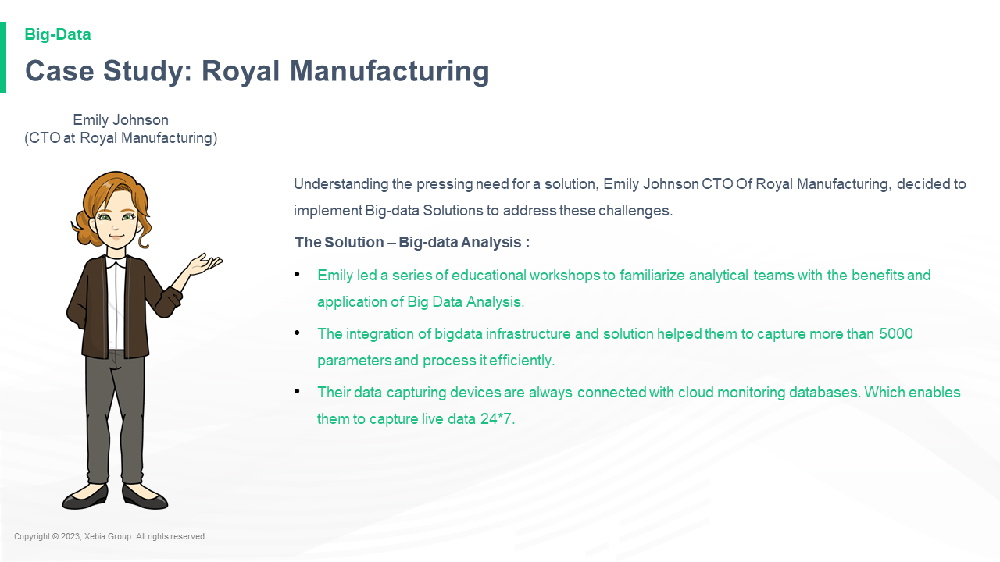 Big-Data
Case Study: Royal Manufacturing
Emily Johnson
(CTO at Royal Manufacturing)
Understanding the pressing need for a solution, Emily Johnson CTO Of Royal Manufacturing, decided to
implement Big-data Solutions to address these challenges.
The Solution – Big-data Analysis :
• Emily led a series of educational workshops to familiarize analytical teams with the benefits and
application of Big Data Analysis.
• The integration of bigdata infrastructure and solution helped them to capture more than 5000
parameters and process it efficiently.
• Their data capturing devices are always connected with cloud monitoring databases. Which enables
them to capture live data 24*7.
Copyright © 2023, Xebia Group. All rights reserved.